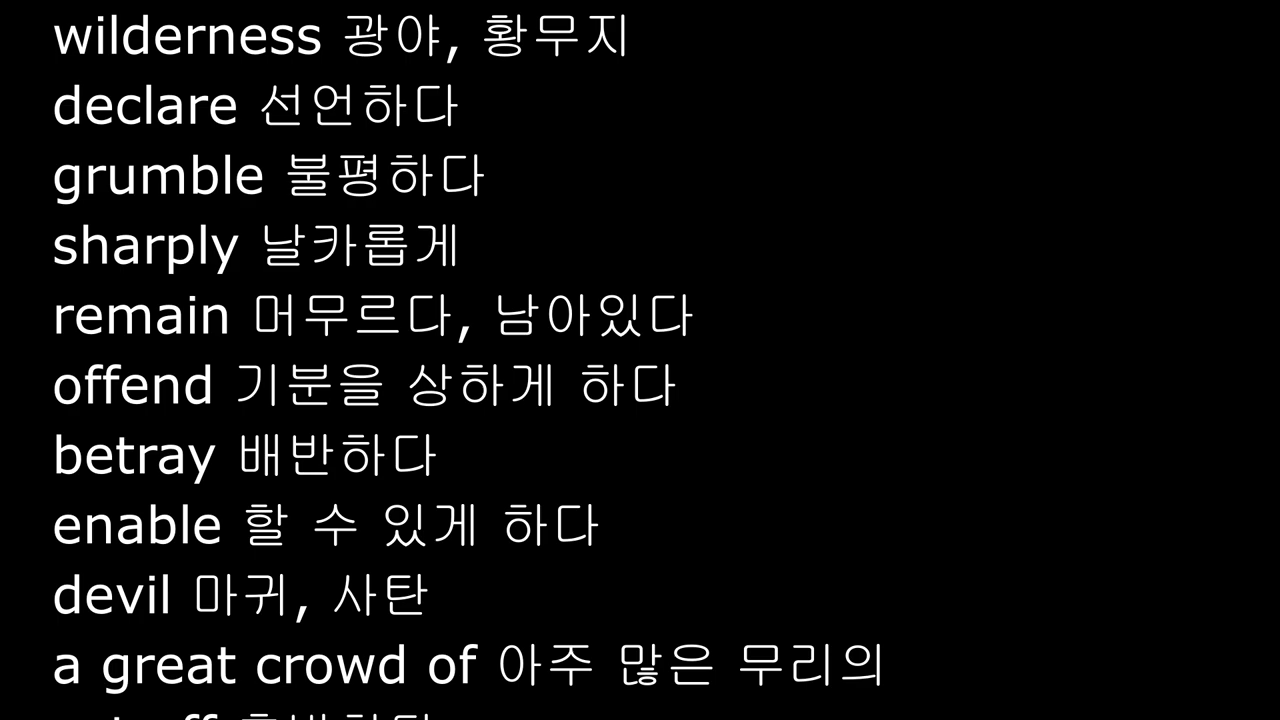 wilderness 광야, 황무지
declare 선언하다
grumble 불평하다
sharply 날카롭게
remain 머무르다, 남아있다
offend 기분을 상하게 하다
betray 배반하다
enable 할 수 있게 하다
devil 마귀, 사탄
a great crowd of 아주 많은 무리의